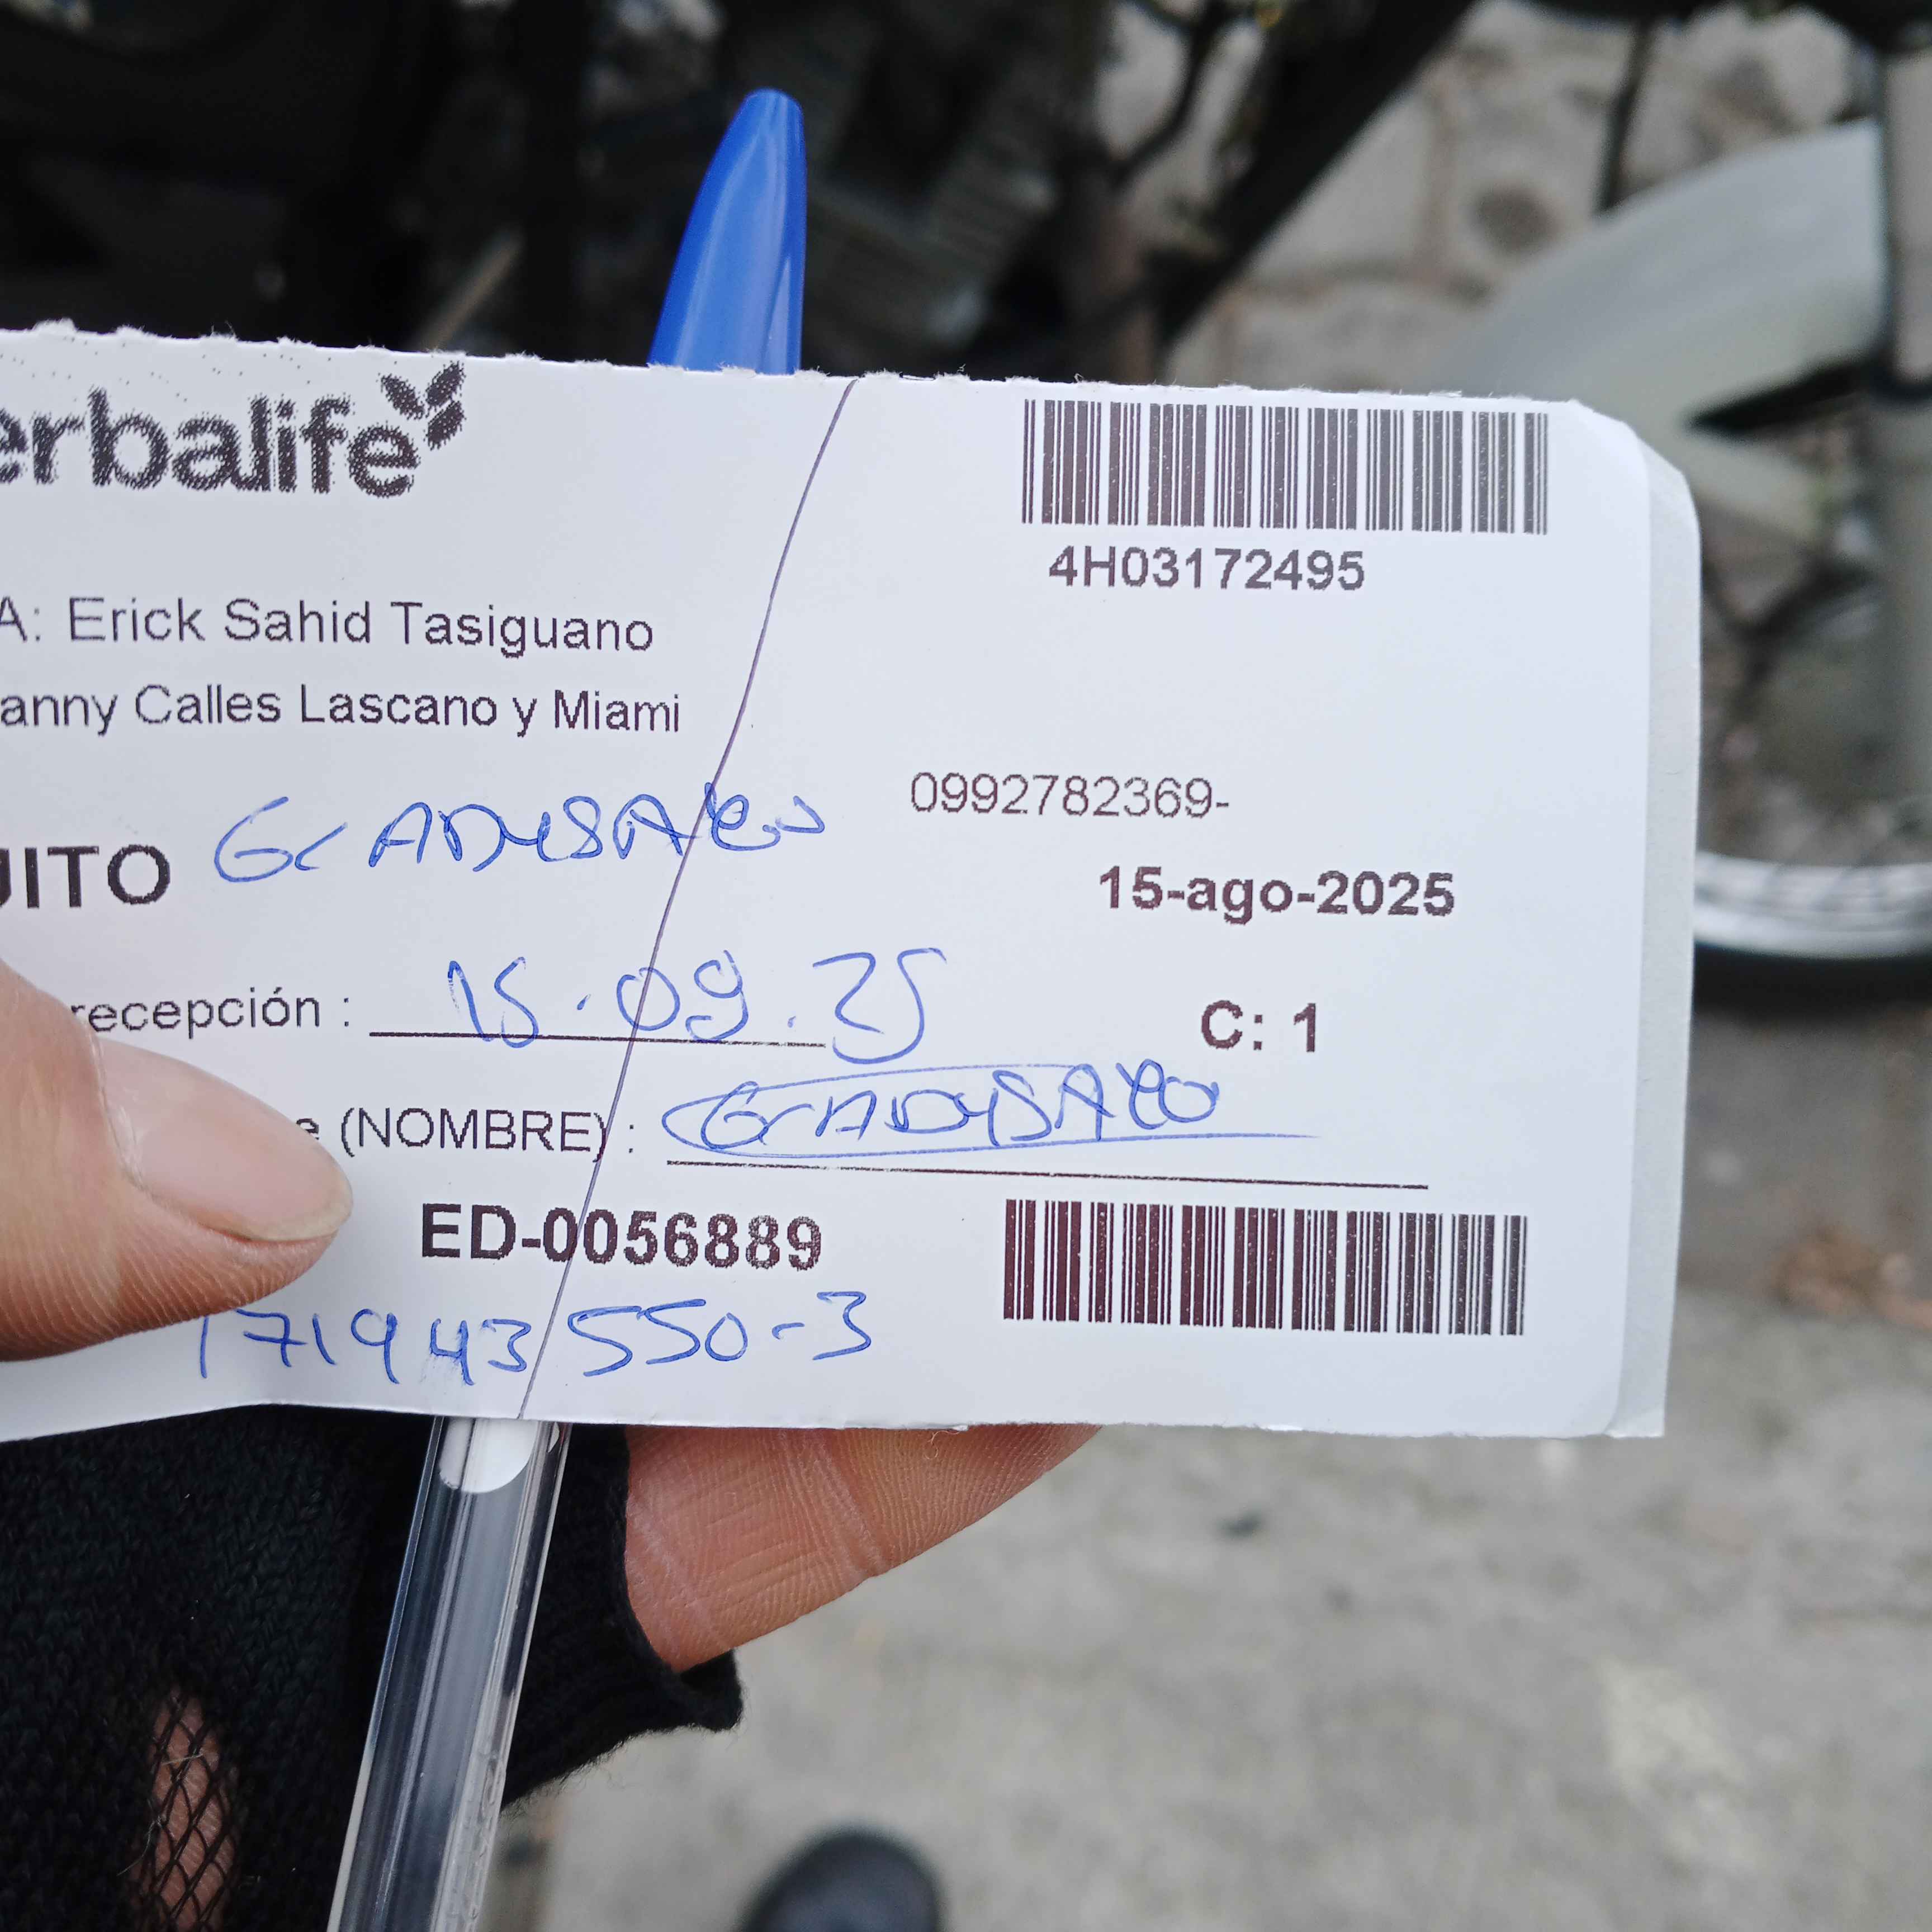 erbalife
4H03172495
A: Erick Sahid Tasiguano
anny Calles Lascano y Miami
0992782369-
UITO
15-ago-2025
recepción : 15.09.25
C: 1
e (NOMBRE) :
ED-0056889
171943550-3